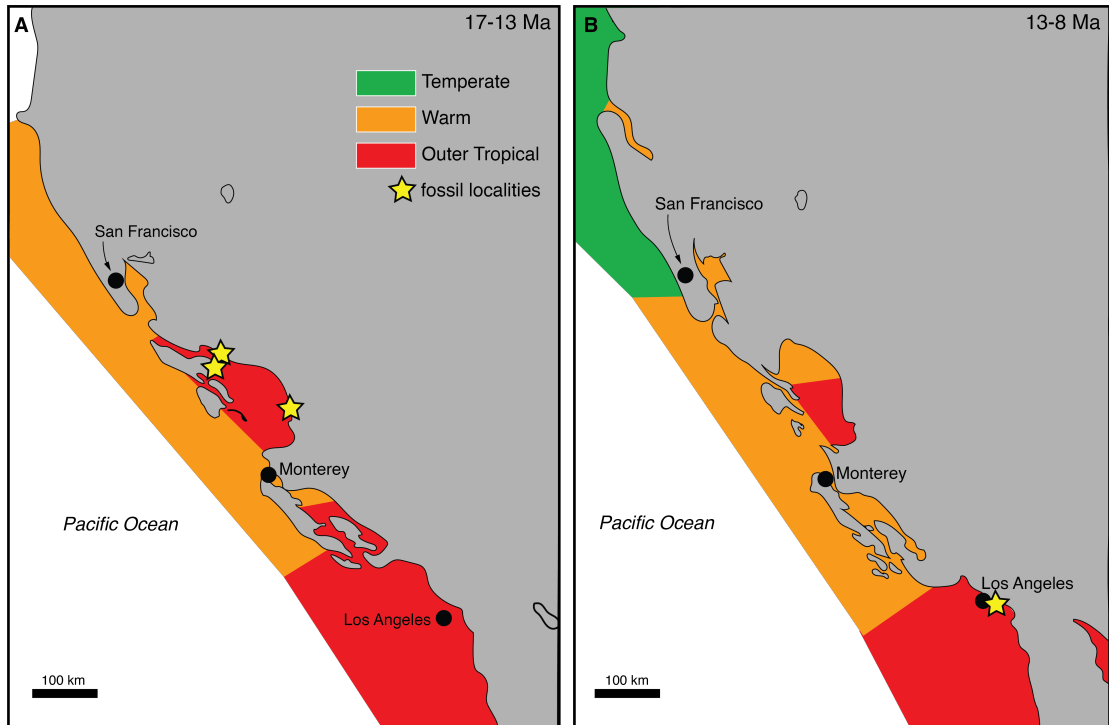 A
17-13 Ma
Temperate
Warm
Outer Tropical
fossil localities
San Francisco
Monterey
Pacific Ocean
Los Angeles
100 km
B
13-8 Ma
San Francisco
Monterey
Pacific Ocean
Los Angeles
100 km